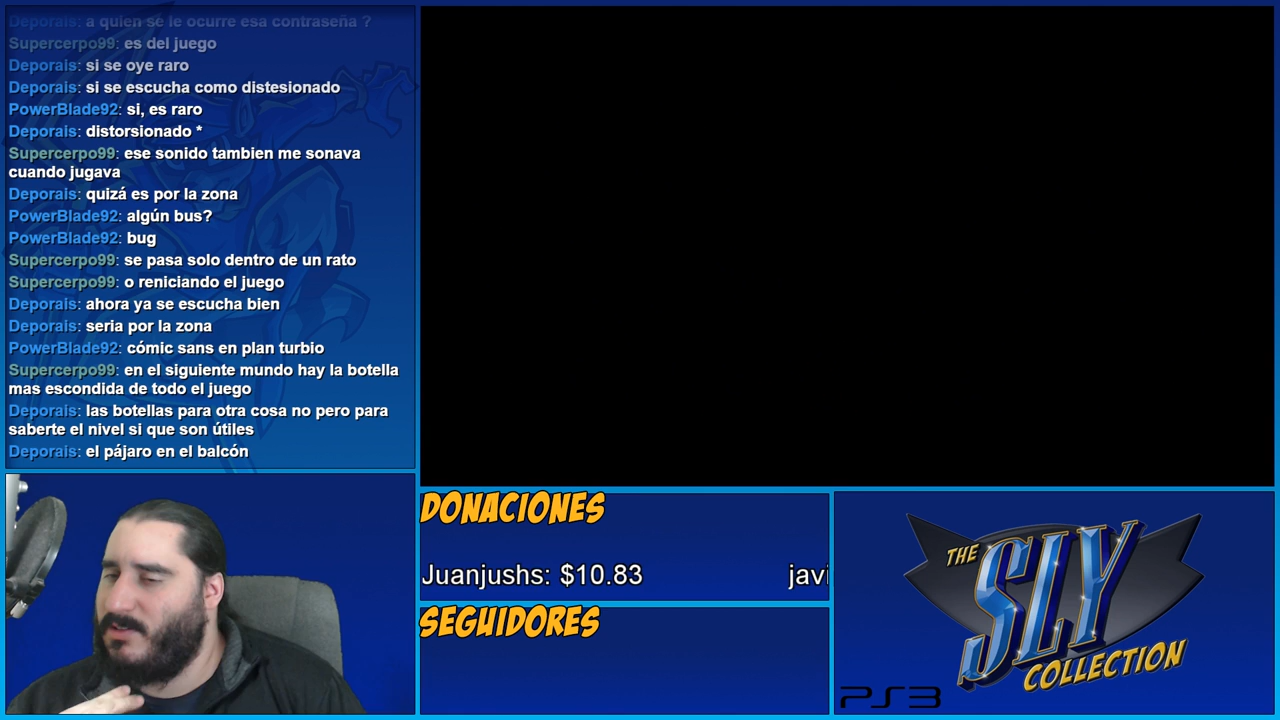 Deporais: a quien se le ocurre esa contraseña ?
Supercerpo99: es del juego
Deporais: si se oye raro
Deporais: si se escucha como distesionado
PowerBlade92: si, es raro
Deporais: distorsionado *
Supercerpo99: ese sonido tambien me sonava
cuando jugava
Deporais: quizá es por la zona
PowerBlade92: algún bus?
PowerBlade92: bug
Supercerpo99: se pasa solo dentro de un rato
Supercerpo99: o reniciando el juego
Deporais: ahora ya se escucha bien
Deporais: seria por la zona
PowerBlade92: cómic sans en plan turbio
Supercerpo99: en el siguiente mundo hay la botella
mas escondida de todo el juego
Deporais: las botellas para otra cosa no pero para
saberte el nivel si que son útiles
Deporais: el pájaro en el balcón
DONACIONES
Juanjushs: $10.83 javi
SEGUIDORES
THE
SLY
COLLECTION
PS3